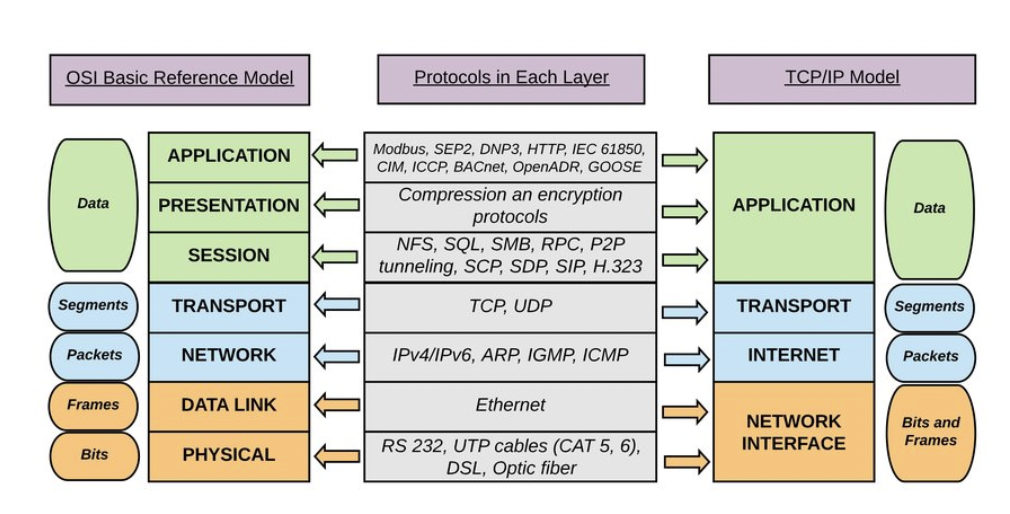 OSI Basic Reference Model
Protocols in Each Layer
TCP/IP Model
Data
APPLICATION
Modbus, SEP2, DNP3, HTTP, IEC 61850,
CIM, ICCP, BACnet, OpenADR, GOOSE
PRESENTATION
Compression an encryption
protocols
SESSION
NFS, SQL, SMB, RPC, P2P
tunneling, SCP, SDP, SIP, H.323
APPLICATION
Data
Segments
TRANSPORT
TCP, UDP
TRANSPORT
Segments
Packets
NETWORK
IPv4/IPv6, ARP, IGMP, ICMP
INTERNET
Packets
Frames
DATA LINK
Ethernet
Bits
PHYSICAL
RS 232, UTP cables (CAT 5, 6),
DSL, Optic fiber
NETWORK
INTERFACE
Bits and
Frames